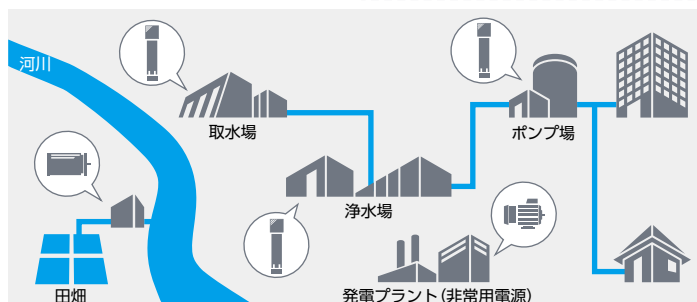 河川
取水場
ポンプ場
浄水場
田畑
発電プラント（非常用電源）